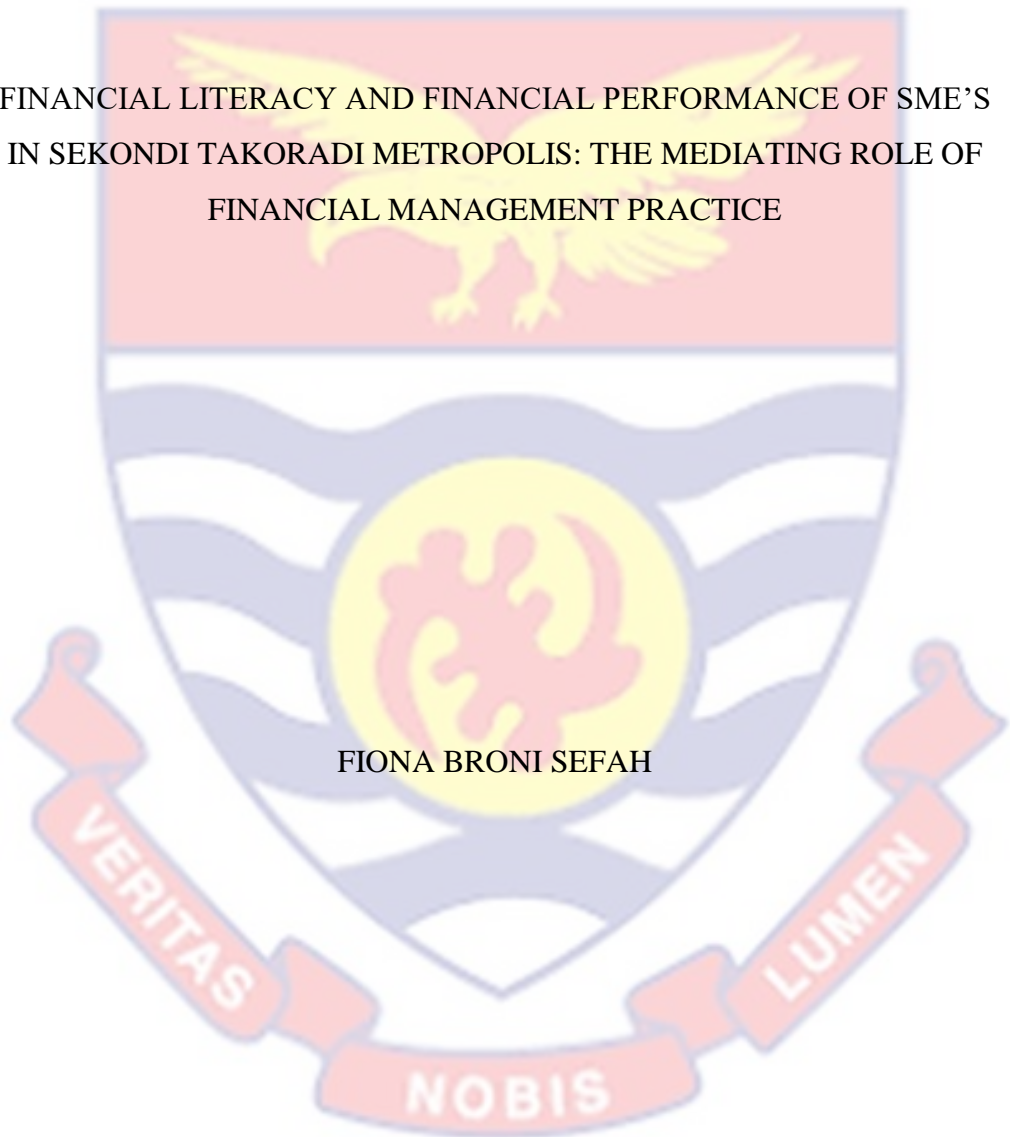 FINANCIAL LITERACY AND FINANCIAL PERFORMANCE OF SME'S
IN SEKONDI TAKORADI METROPOLIS: THE MEDIATING ROLE OF
FINANCIAL MANAGEMENT PRACTICE
FIONA BRONI SEFAH
VERITAS
NOBIS
LUMEN